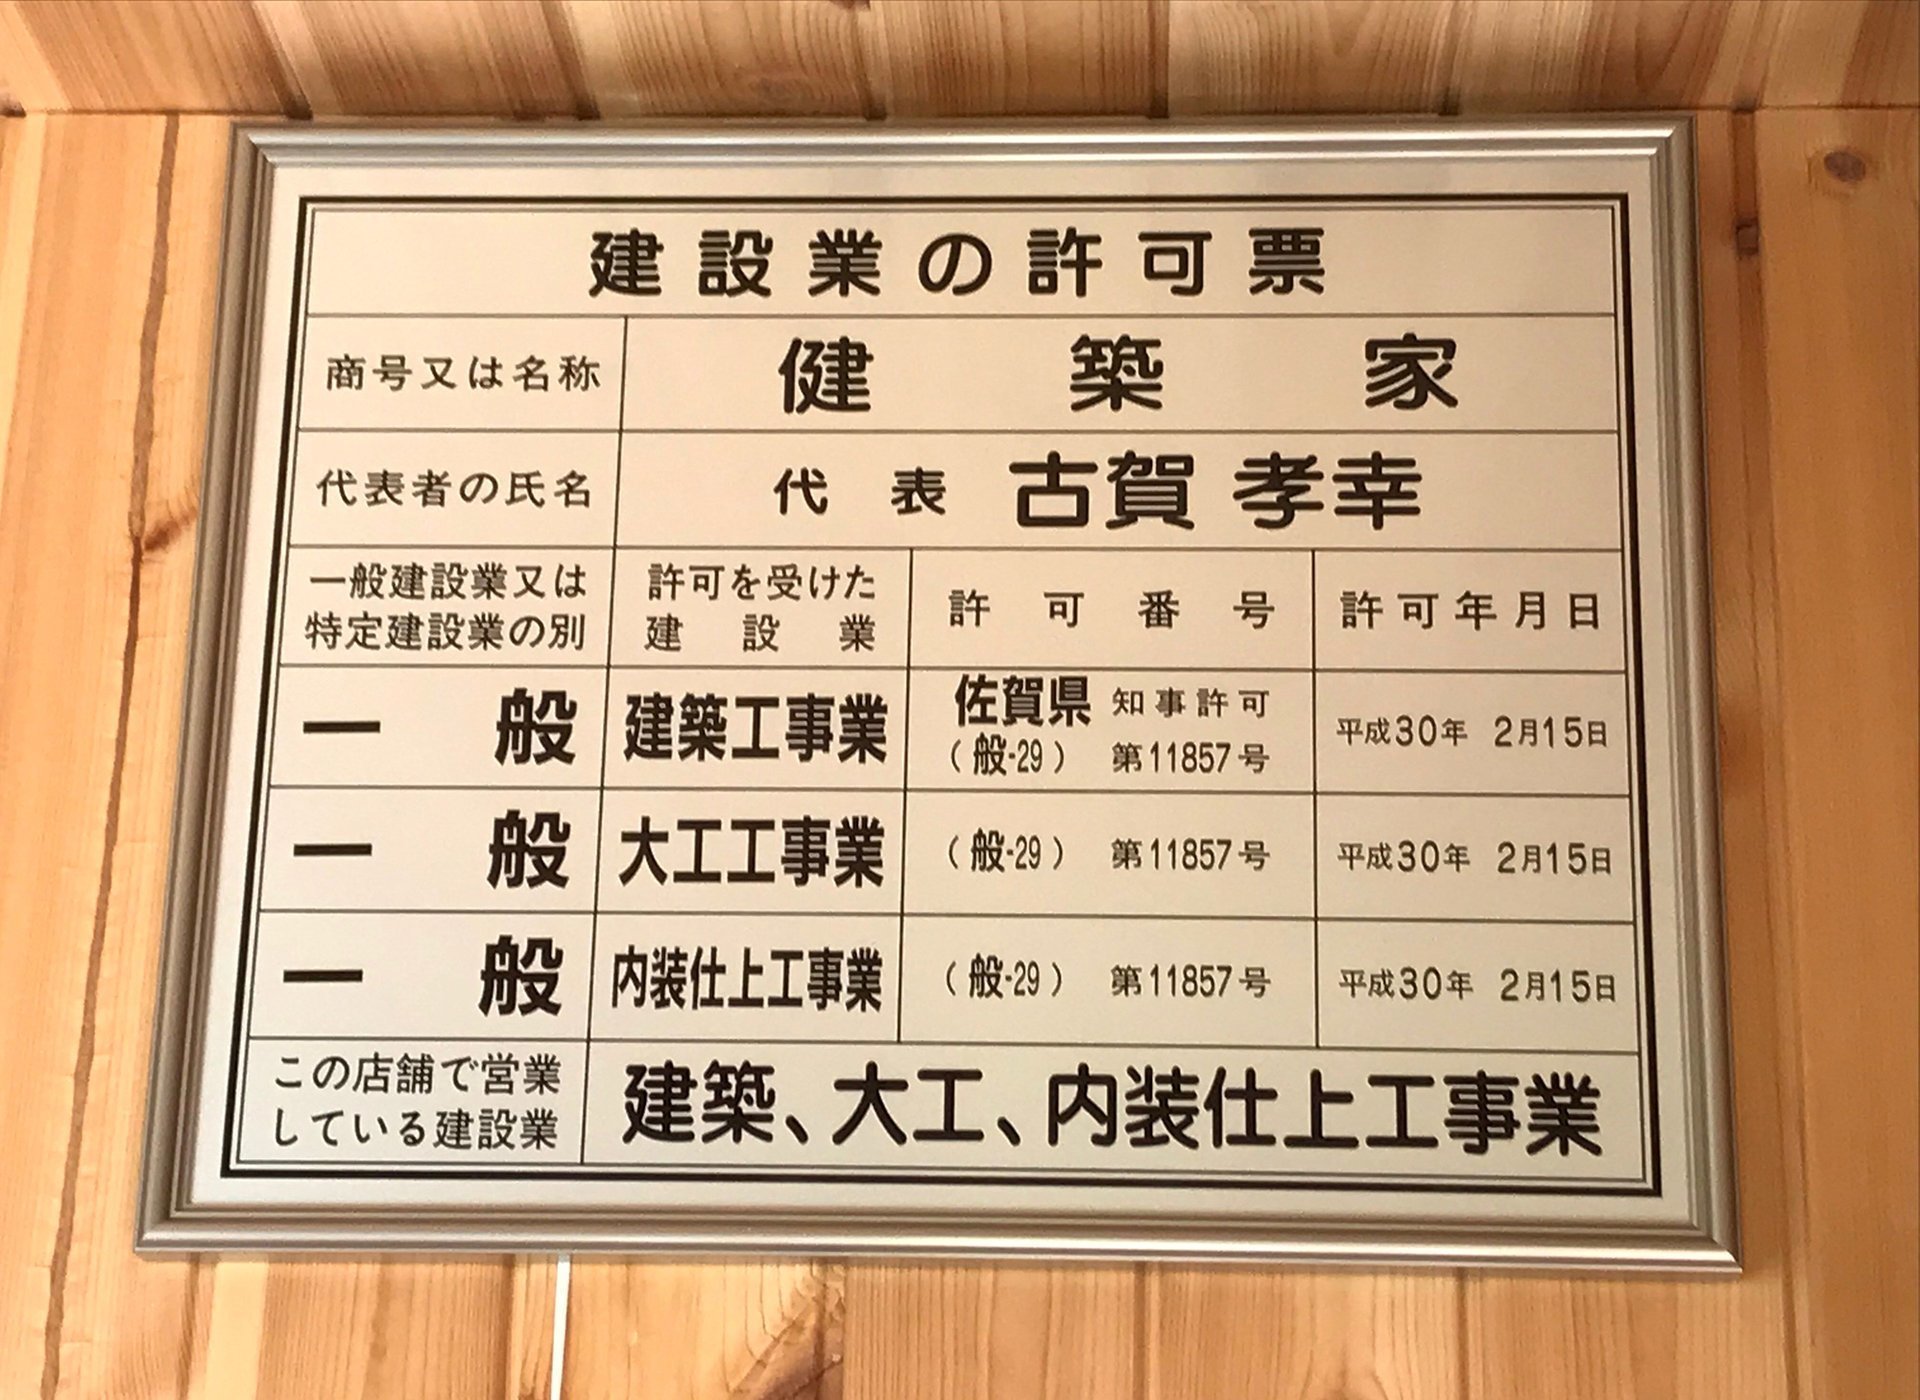 建設業の許可票
商号又は名称 健築家
代表者の氏名 代表 古賀 孝幸
一般建設業又は
特定建設業の別
許可を受けた
建設業
許可番号
許可年月日
一般 建築工事業 佐賀県 知事許可
(般-29) 第11857号 平成30年 2月15日
一般 大工工事業 (般-29) 第11857号 平成30年 2月15日
一般 内装仕上工事業 (般-29) 第11857号 平成30年 2月15日
この店舗で営業
している建設業
建築、大工、内装仕上工事業